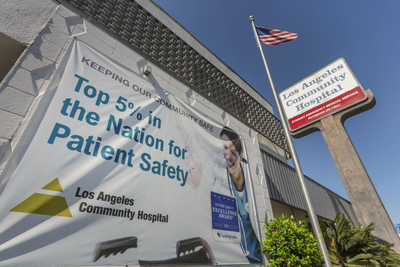 KEEPING OUR COMMUNITY SAFE
Top 5% in
the Nation for
Patient Safety
Los Angeles
Community Hospital
EXCELLENCE
Los Angeles
Community
Hospital